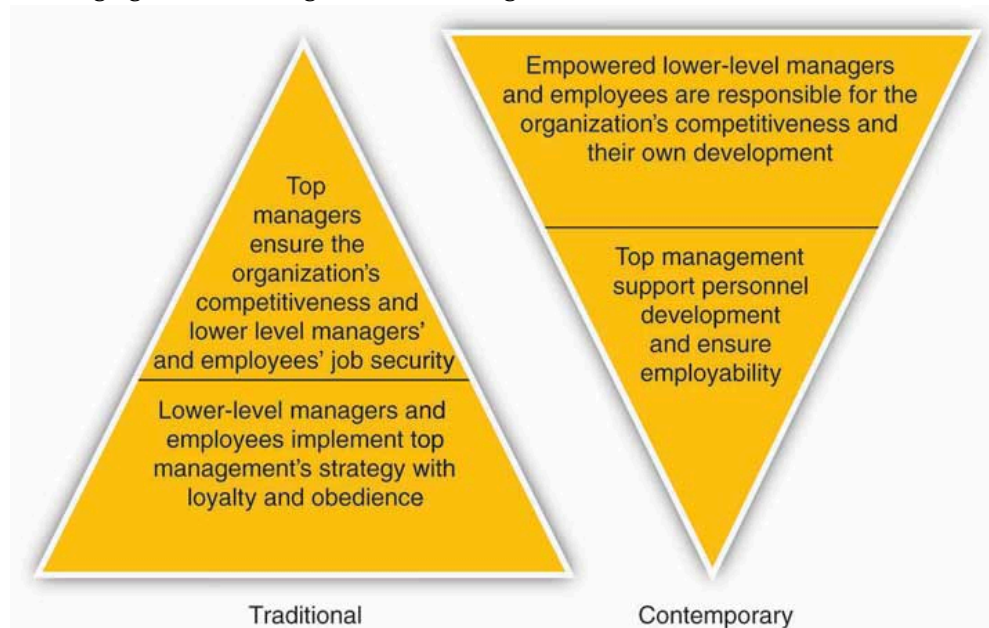 Top
managers
ensure the
organization's
competitiveness and
lower level managers'
and employees' job security
Lower-level managers and
employees implement top
management's strategy with
loyalty and obedience
Traditional
Empowered lower-level managers
and employees are responsible for the
organization's competitiveness and
their own development
Top management
support personnel
development
and ensure
employability
Contemporary